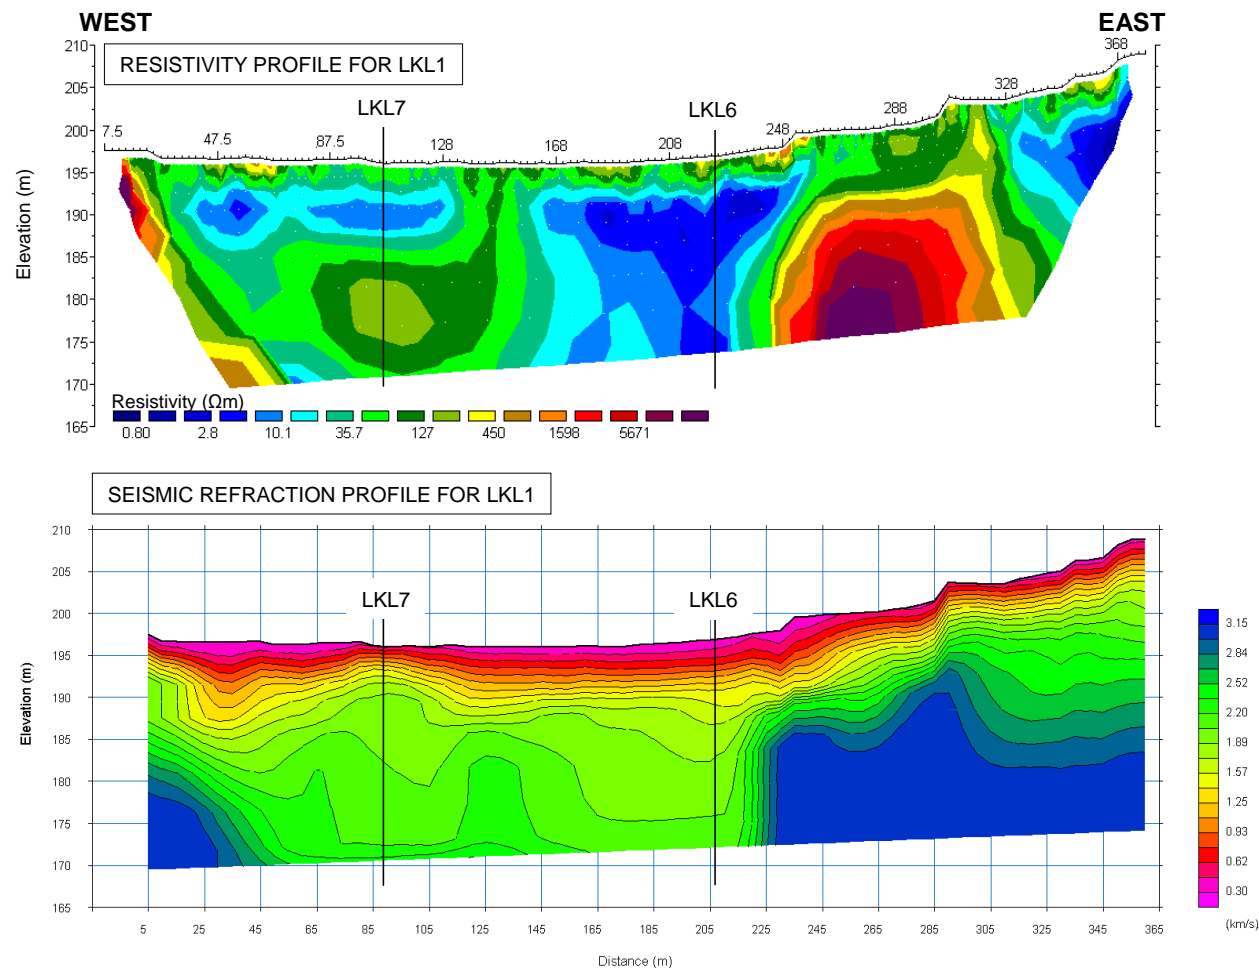 WEST EAST
RESISTIVITY PROFILE FOR LKL1
LKL7 LKL6
7.5 47.5 87.5 128 168 208 248 288 328 368
210
205
200
195
190
185
180
175
170
165
Elevation (m)
Resistivity (Ωm)
0.80 2.8 10.1 35.7 127 450 1598 5671
SEISMIC REFRACTION PROFILE FOR LKL1
LKL7 LKL6
210
205
200
195
190
185
180
175
170
165
Elevation (m)
5 25 45 65 85 105 125 145 165 185 205 225 245 265 285 305 325 345 365
Distance (m)
3.15
2.84
2.52
2.20
1.89
1.57
1.25
0.93
0.62
0.30
(km/s)